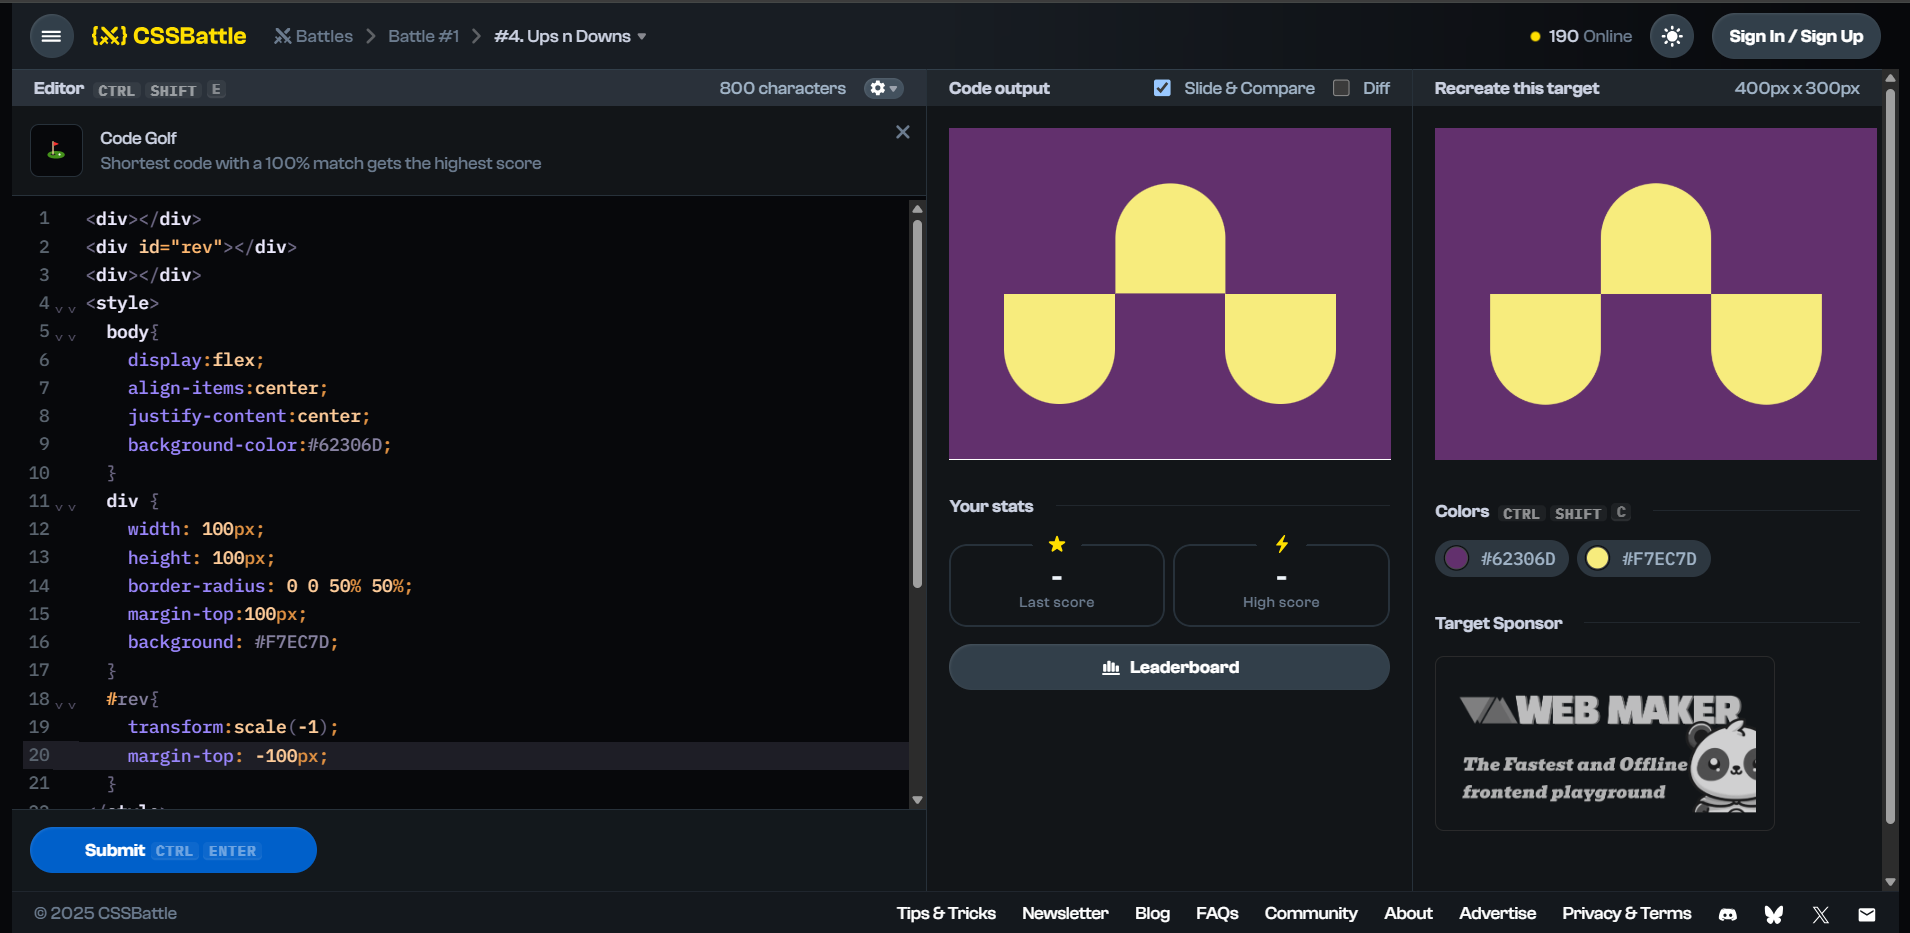 {X} CSSBattle
Battles > Battle #1 > #4. Ups n Downs
190 Online
Sign In / Sign Up
Editor CTRL SHIFT E
800 characters
Code Golf
Shortest code with a 100% match gets the highest score
1 <div></div>
2 <div id="rev"></div>
3 <div></div>
4 <style>
5 body{
6 display:flex;
7 align-items:center;
8 justify-content:center;
9 background-color:#62306D;
10 }
11 div {
12 width: 100px;
13 height: 100px;
14 border-radius: 0 0 50% 50%;
15 margin-top:100px;
16 background: #F7EC7D;
17 }
18 #rev{
19 transform:scale(-1);
20 margin-top: -100px;
21 }
22 </style>
Submit CTRL ENTER
Code output
Slide & Compare
Diff
Your stats
-
Last score
-
High score
Leaderboard
Recreate this target
400px x 300px
Colors CTRL SHIFT C
#62306D
#F7EC7D
Target Sponsor
WEB MAKER
The Fastest and Offline
frontend playground
© 2025 CSSBattle
Tips & Tricks
Newsletter
Blog
FAQs
Community
About
Advertise
Privacy & Terms